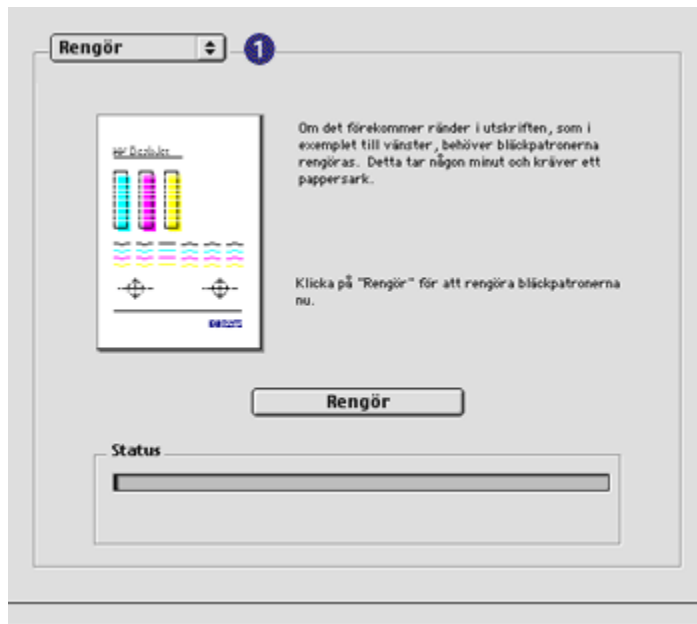 Rengör
1
Om det förekommer ränder i utskriften, som i
exemplet till vänster, behöver bläckpatronerna
rengöras. Detta tar någon minut och kräver ett
pappersark.
Klicka på "Rengör" för att rengöra bläckpatronerna
nu.
Rengör
Status